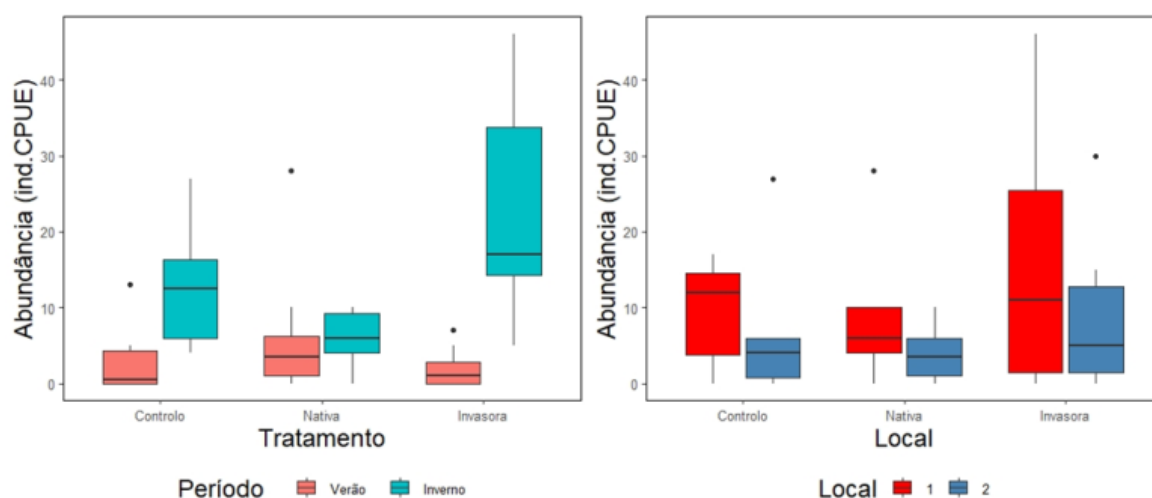 Abundância (ind.CPUE)
40
30
20
10
0
Controlo Nativa Invasora
Tratamento
Período Verão Inverno
Abundância (ind.CPUE)
40
30
20
10
0
Controlo Nativa Invasora
Local
Local 1 2